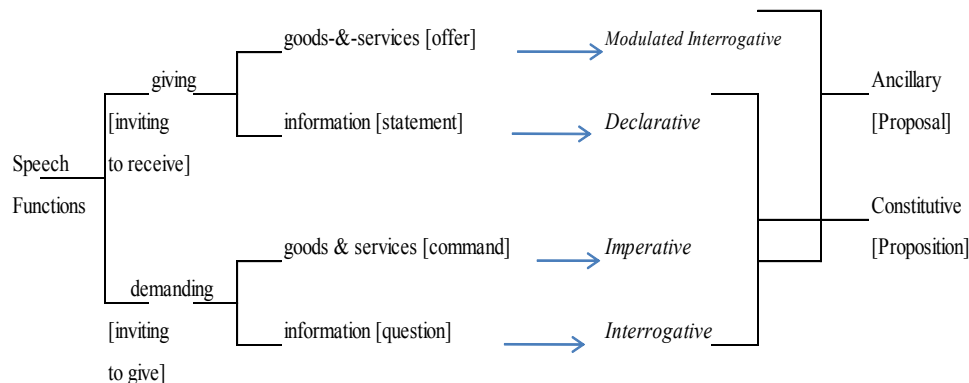 goods-&-services [offer]
Modulated Interrogative
giving
[inviting
to receive]
information [statement]
Declarative
Ancillary
[Proposal]
Speech
Functions
goods & services [command]
Imperative
Constitutive
[Proposition]
demanding
[inviting
to give]
information [question]
Interrogative